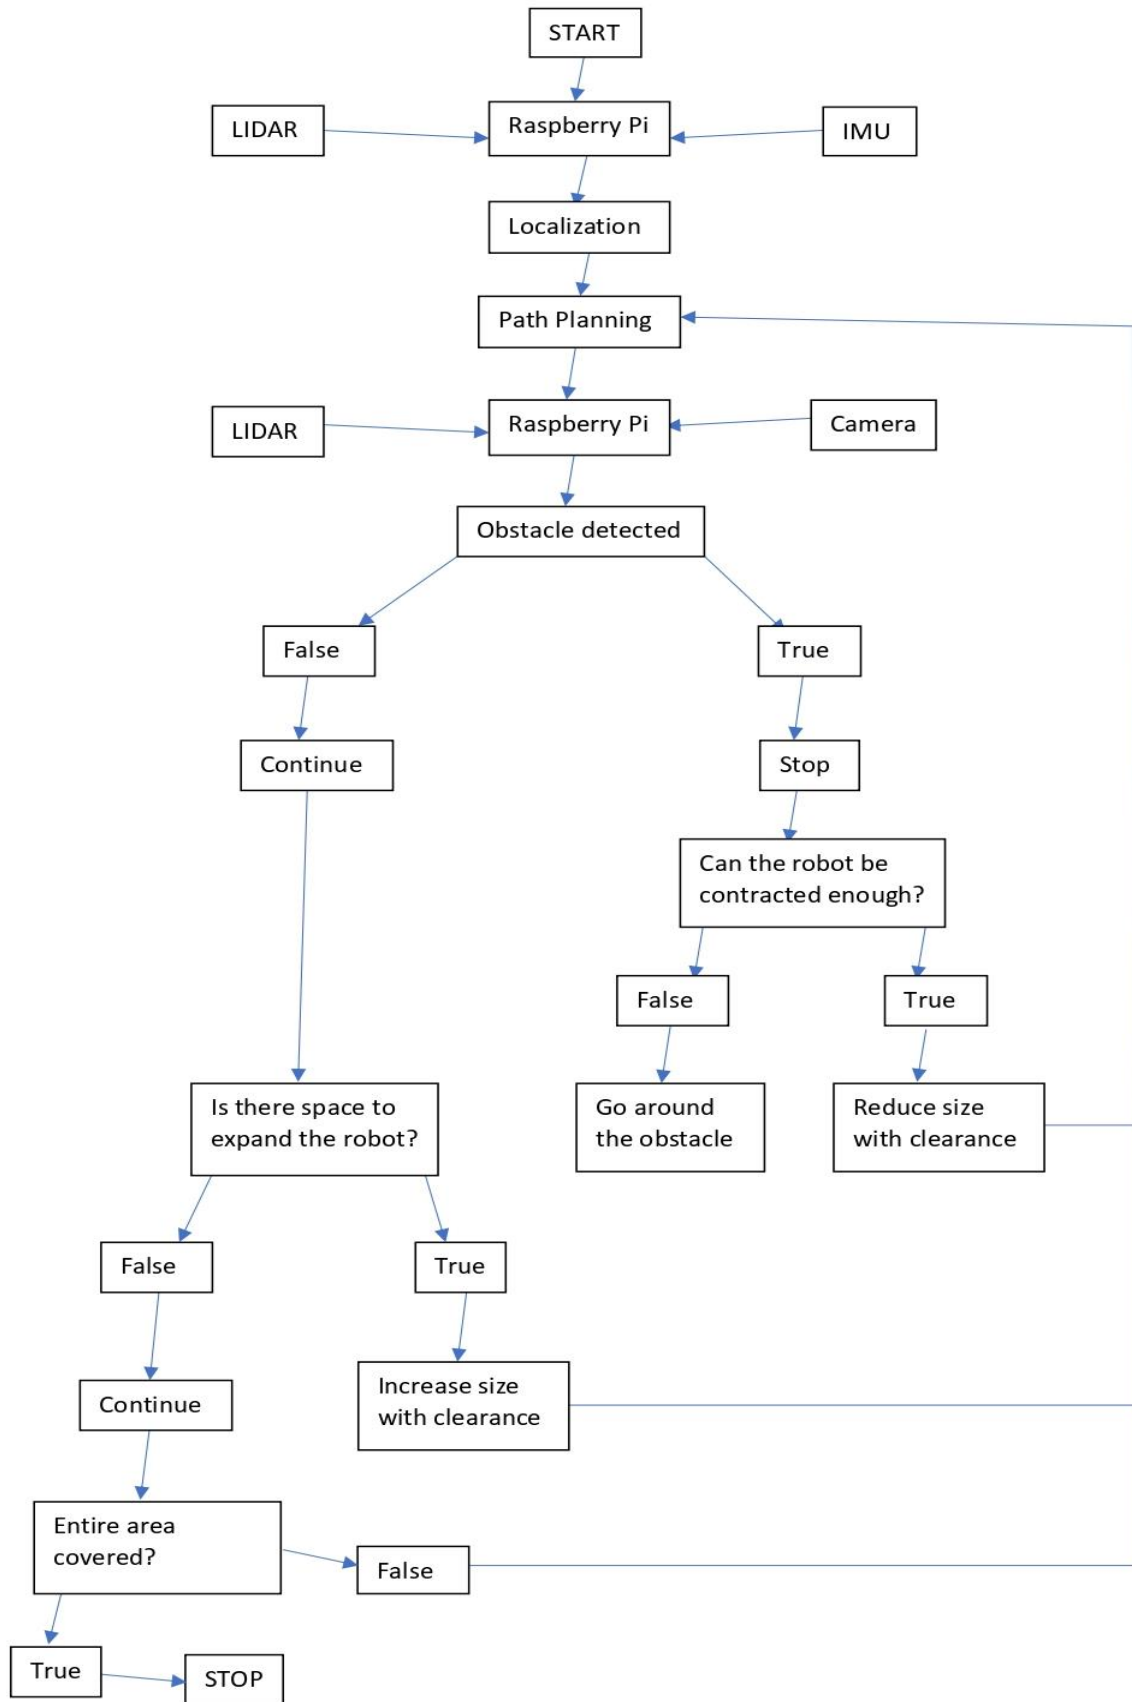 START
LIDAR
Raspberry Pi
IMU
Localization
Path Planning
LIDAR
Raspberry Pi
Camera
Obstacle detected
False
True
Continue
Stop
Can the robot be
contracted enough?
False
True
Is there space to
expand the robot?
Go around
the obstacle
Reduce size
with clearance
False
True
Continue
Increase size
with clearance
Entire area
covered?
False
True
STOP